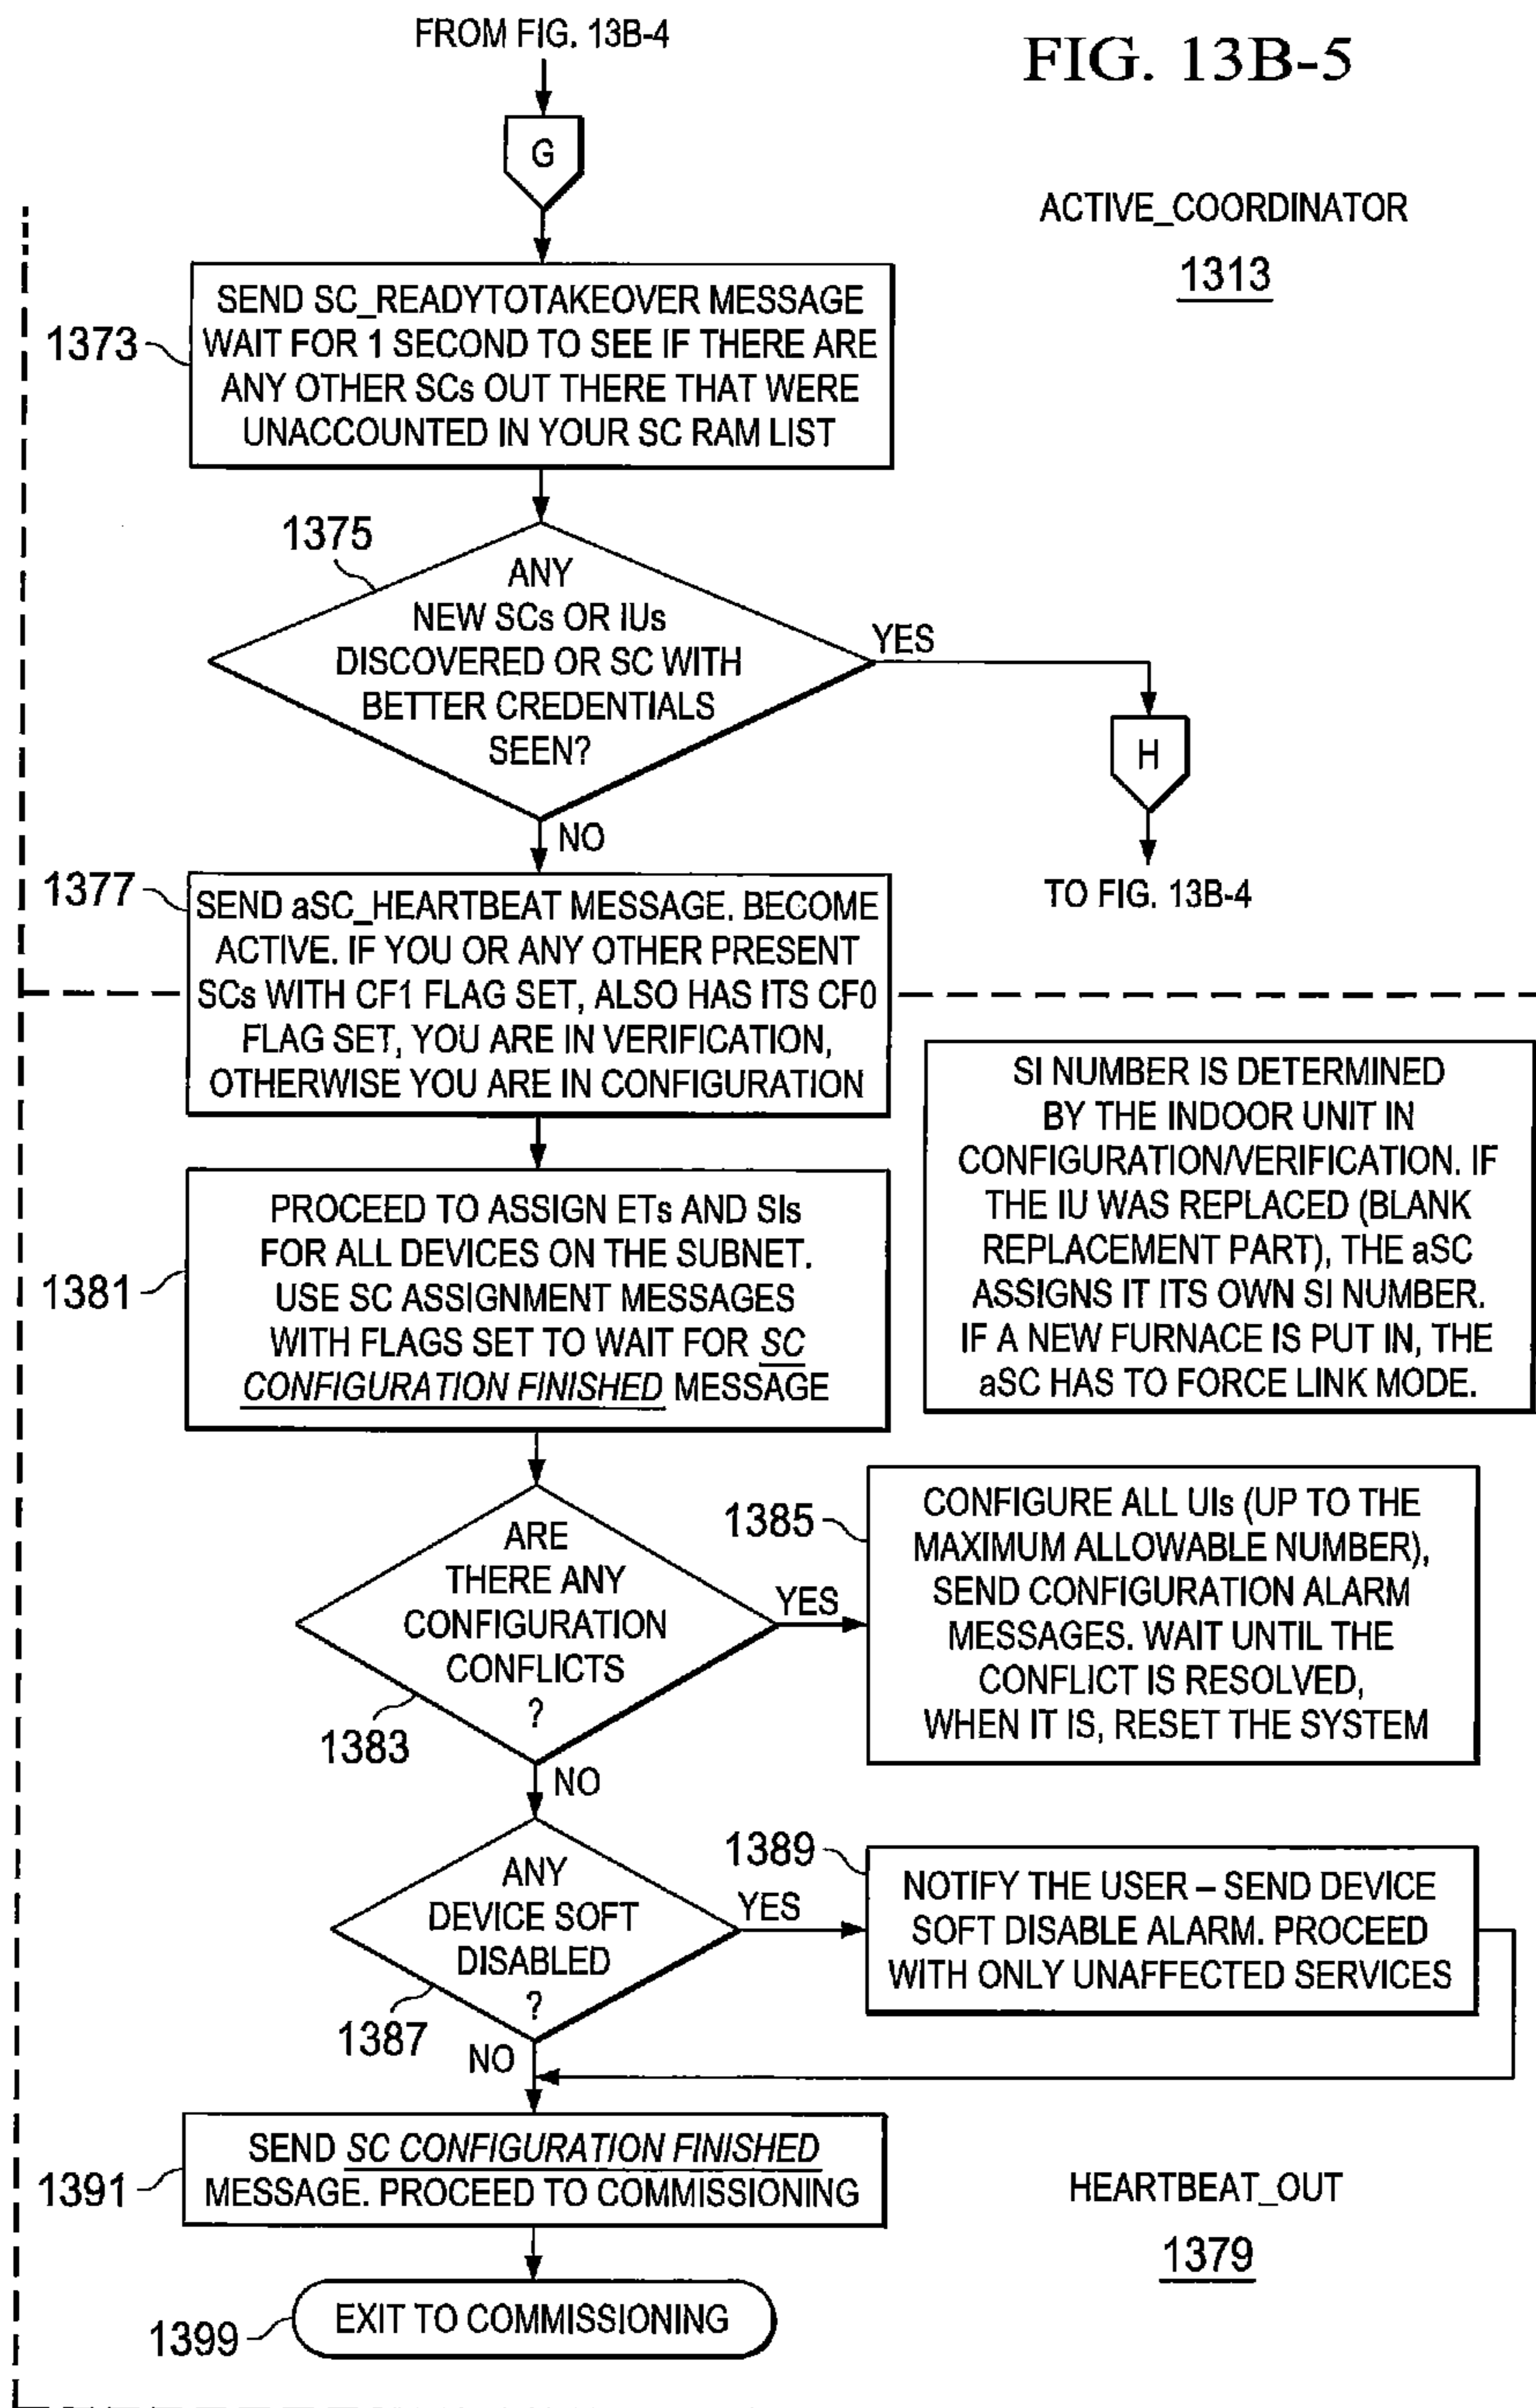 FROM FIG. 13B-4
FIG. 13B-5
G
ACTIVE_COORDINATOR
1313
1373
SEND SC_READYTOTAKEOVER MESSAGE
WAIT FOR 1 SECOND TO SEE IF THERE ARE
ANY OTHER SCs OUT THERE THAT WERE
UNACCOUNTED IN YOUR SC RAM LIST
1375
ANY
NEW SCs OR IUs
DISCOVERED OR SC WITH
BETTER CREDENTIALS
SEEN?
YES
H
TO FIG. 13B-4
NO
1377
SEND aSC_HEARTBEAT MESSAGE. BECOME
ACTIVE. IF YOU OR ANY OTHER PRESENT
SCs WITH CF1 FLAG SET, ALSO HAS ITS CF0
FLAG SET, YOU ARE IN VERIFICATION,
OTHERWISE YOU ARE IN CONFIGURATION
SI NUMBER IS DETERMINED
BY THE INDOOR UNIT IN
CONFIGURATION/VERIFICATION. IF
THE IU WAS REPLACED (BLANK
REPLACEMENT PART), THE aSC
ASSIGNS IT ITS OWN SI NUMBER.
IF A NEW FURNACE IS PUT IN, THE
aSC HAS TO FORCE LINK MODE.
1381
PROCEED TO ASSIGN ETs AND SIs
FOR ALL DEVICES ON THE SUBNET.
USE SC ASSIGNMENT MESSAGES
WITH FLAGS SET TO WAIT FOR SC
CONFIGURATION FINISHED MESSAGE
ARE
THERE ANY
CONFIGURATION
CONFLICTS
?
1383
YES
1385
CONFIGURE ALL UIs (UP TO THE
MAXIMUM ALLOWABLE NUMBER),
SEND CONFIGURATION ALARM
MESSAGES. WAIT UNTIL THE
CONFLICT IS RESOLVED,
WHEN IT IS, RESET THE SYSTEM
NO
ANY
DEVICE SOFT
DISABLED
?
1387
YES
1389
NOTIFY THE USER – SEND DEVICE
SOFT DISABLE ALARM. PROCEED
WITH ONLY UNAFFECTED SERVICES
NO
1391
SEND SC CONFIGURATION FINISHED
MESSAGE. PROCEED TO COMMISSIONING
HEARTBEAT_OUT
1379
1399
EXIT TO COMMISSIONING